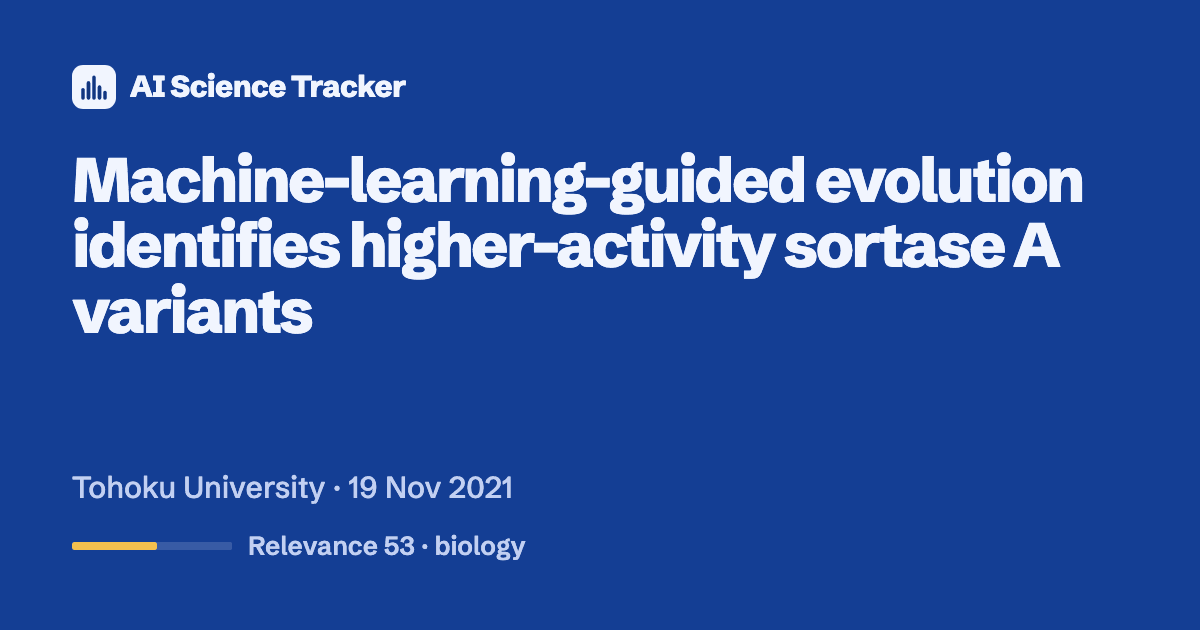 AI Science Tracker
Machine-learning-guided evolution
identifies higher-activity sortase A
variants
Tohoku University · 19 Nov 2021
Relevance 53 · biology